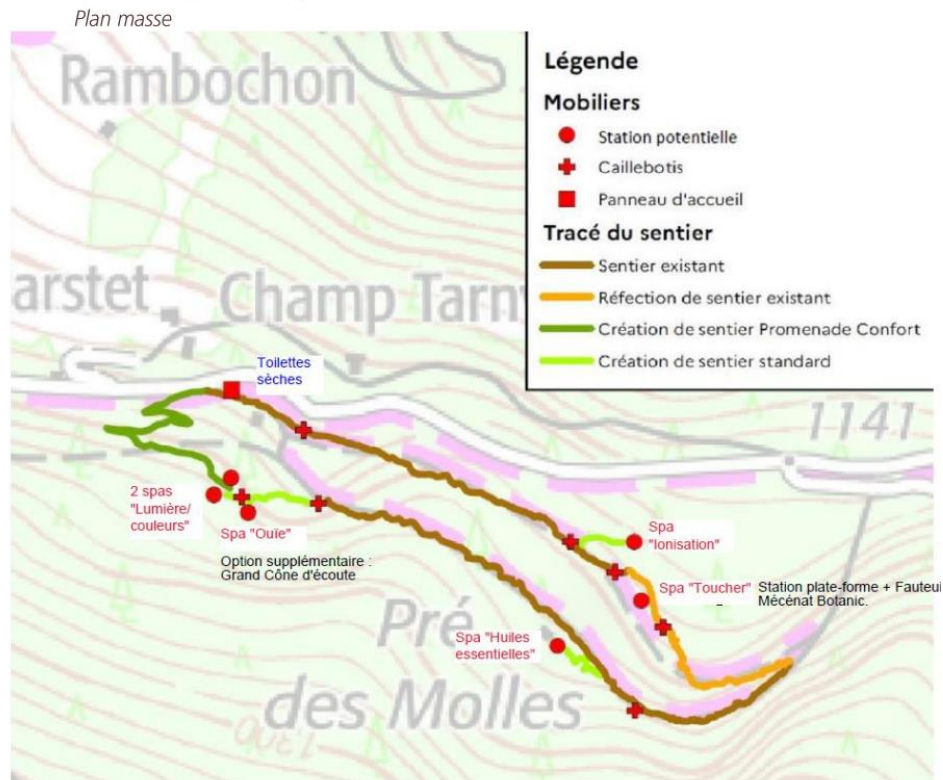 Plan masse
Rambochon
Légende
Mobiliers
Station potentielle
Caillebotis
Panneau d'accueil
Tracé du sentier
Sentier existant
Réfection de sentier existant
Création de sentier Promenade Confort
Création de sentier standard
arstet
Champ Tarn
Toilettes
sèches
1141
2 spas
"Lumière/
couleurs"
Spa "Ouïe"
Option supplémentaire :
Grand Cône d'écoute
Spa
"Ionisation"
Spa "Toucher"
Station plate-forme + Fauteui
Mécénat Botanic.
Spa "Huiles
essentielles"
Pré
des Molles
1300